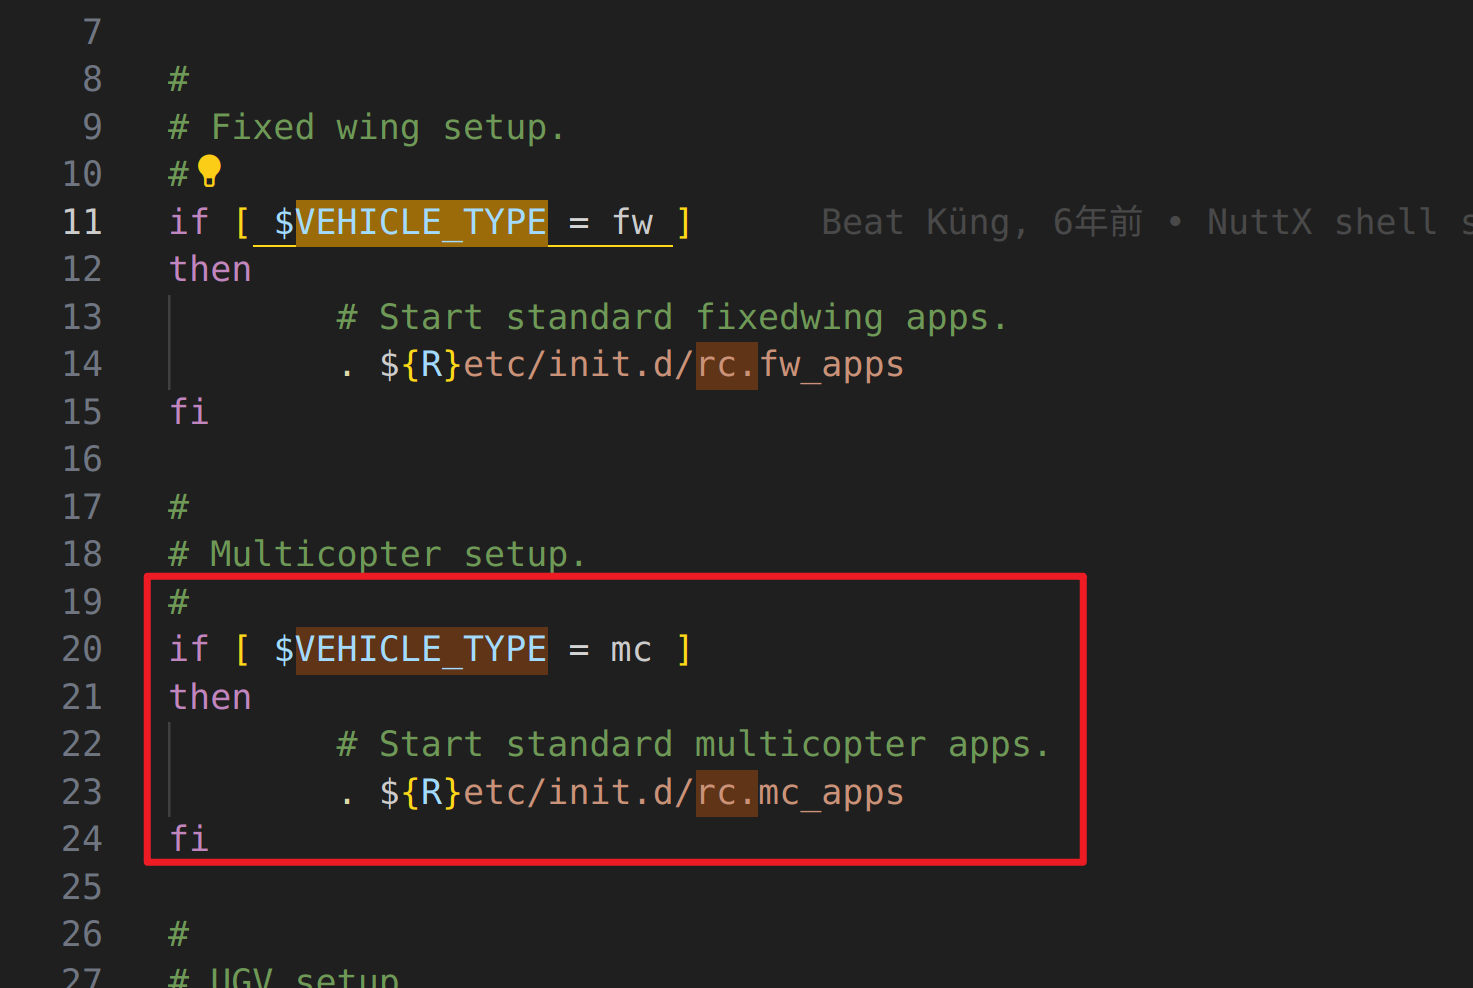 7
8 #
9 # Fixed wing setup.
10 #
11 if [ $VEHICLE_TYPE = fw ] Beat Küng, 6年前 • NuttX shell s
12 then
13 # Start standard fixedwing apps.
14 . ${R}etc/init.d/rc.fw_apps
15 fi
16
17 #
18 # Multicopter setup.
19 #
20 if [ $VEHICLE_TYPE = mc ]
21 then
22 # Start standard multicopter apps.
23 . ${R}etc/init.d/rc.mc_apps
24 fi
25
26 #
27 # UGV setup